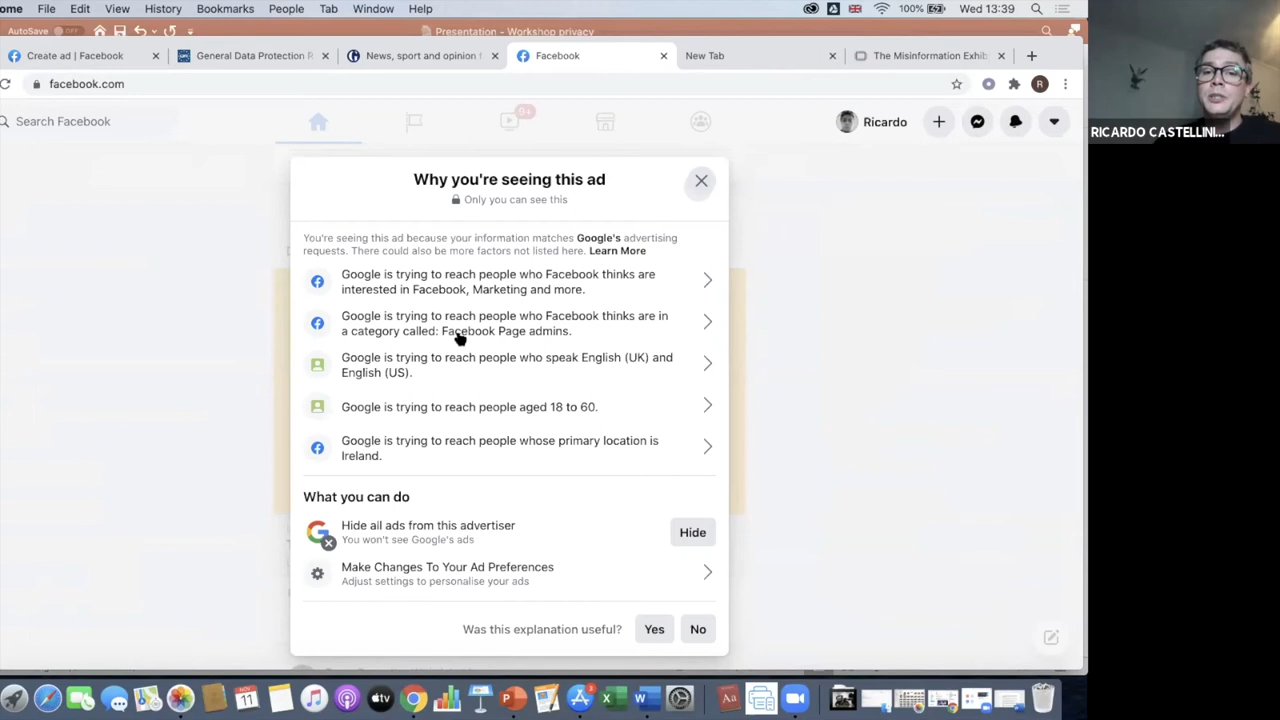 ome File Edit View History Bookmarks People Tab Window Help 100% Wed 13:39
AutoSave OFF Presentation - Workshop privacy
Create ad | Facebook General Data Protection R News, sport and opinion f Facebook New Tab The Misinformation Exhib
facebook.com R
Search Facebook 9+ Ricardo
RICARDO CASTELLINI...
Why you're seeing this ad
Only you can see this
You're seeing this ad because your information matches Google's advertising
requests. There could also be more factors not listed here. Learn More
Google is trying to reach people who Facebook thinks are
interested in Facebook, Marketing and more.
Google is trying to reach people who Facebook thinks are in
a category called: Facebook Page admins.
Google is trying to reach people who speak English (UK) and
English (US).
Google is trying to reach people aged 18 to 60.
Google is trying to reach people whose primary location is
Ireland.
What you can do
Hide all ads from this advertiser
You won't see Google's ads
Hide
Make Changes To Your Ad Preferences
Adjust settings to personalise your ads
Was this explanation useful? Yes No
NOV 11 tv P X W Aa